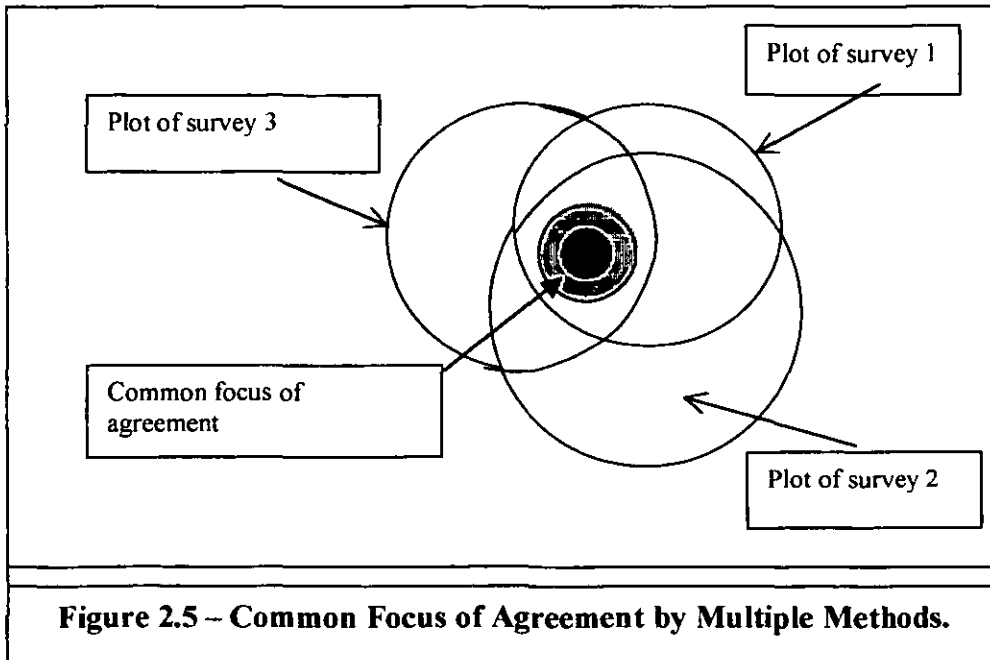 Plot of survey 1
Plot of survey 3
Common focus of
agreement
Plot of survey 2
Figure 2.5 – Common Focus of Agreement by Multiple Methods.